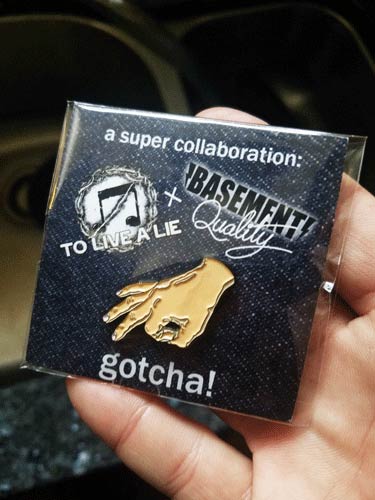 a super collaboration:
TO LIVE A LIE
x
BASEMENT
Quality
gotcha!